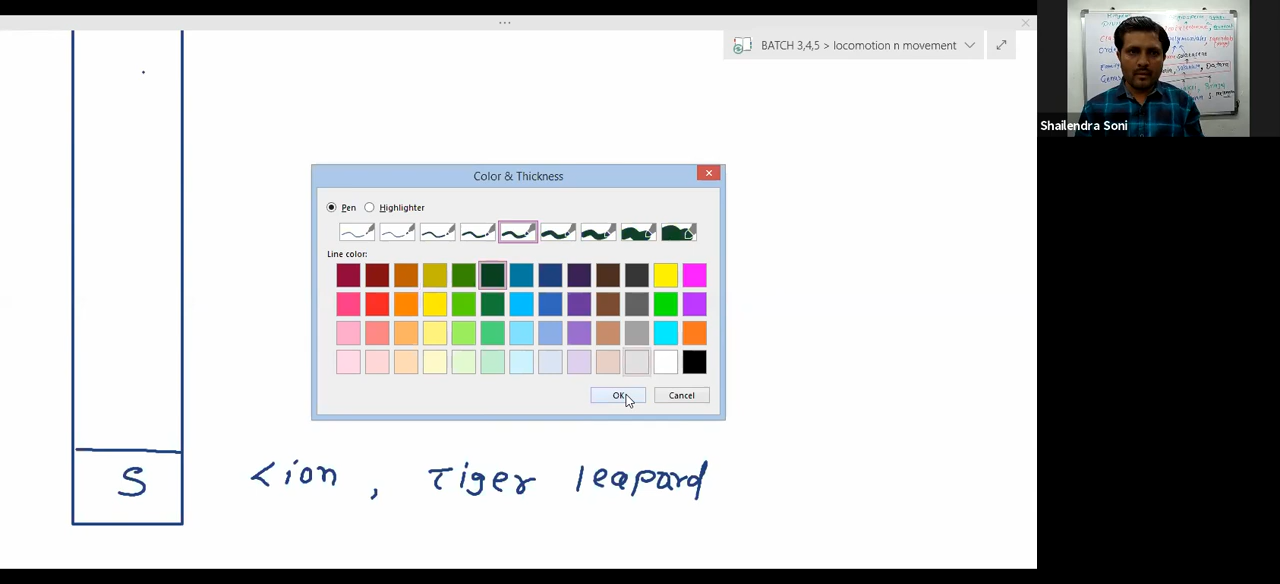 BATCH 3,4,5 > locomotion n movement
Shailendra Soni
Color & Thickness
Pen Highlighter
Line color:
OK Cancel
S Lion , Tiger leapard